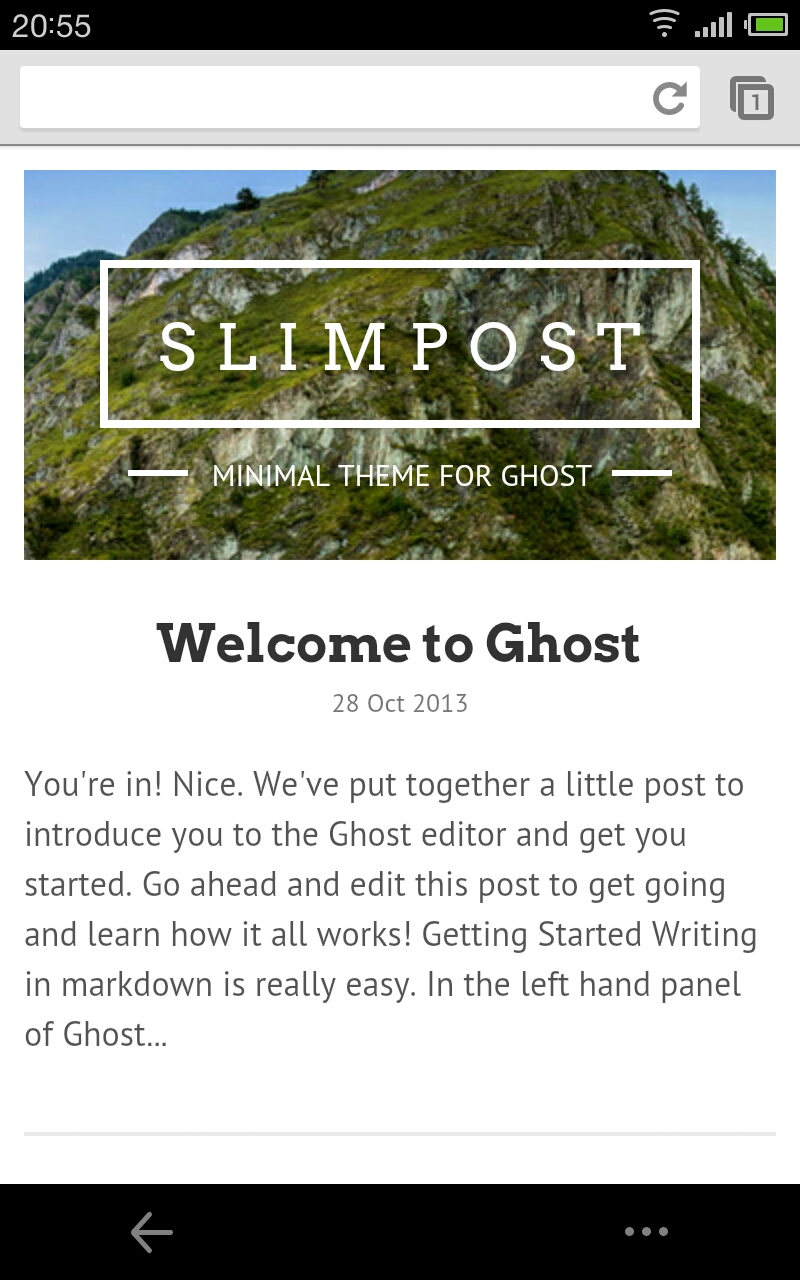 20:55
1
SLIMPOST
MINIMAL THEME FOR GHOST
Welcome to Ghost
28 Oct 2013
You're in! Nice. We've put together a little post to
introduce you to the Ghost editor and get you
started. Go ahead and edit this post to get going
and learn how it all works! Getting Started Writing
in markdown is really easy. In the left hand panel
of Ghost...